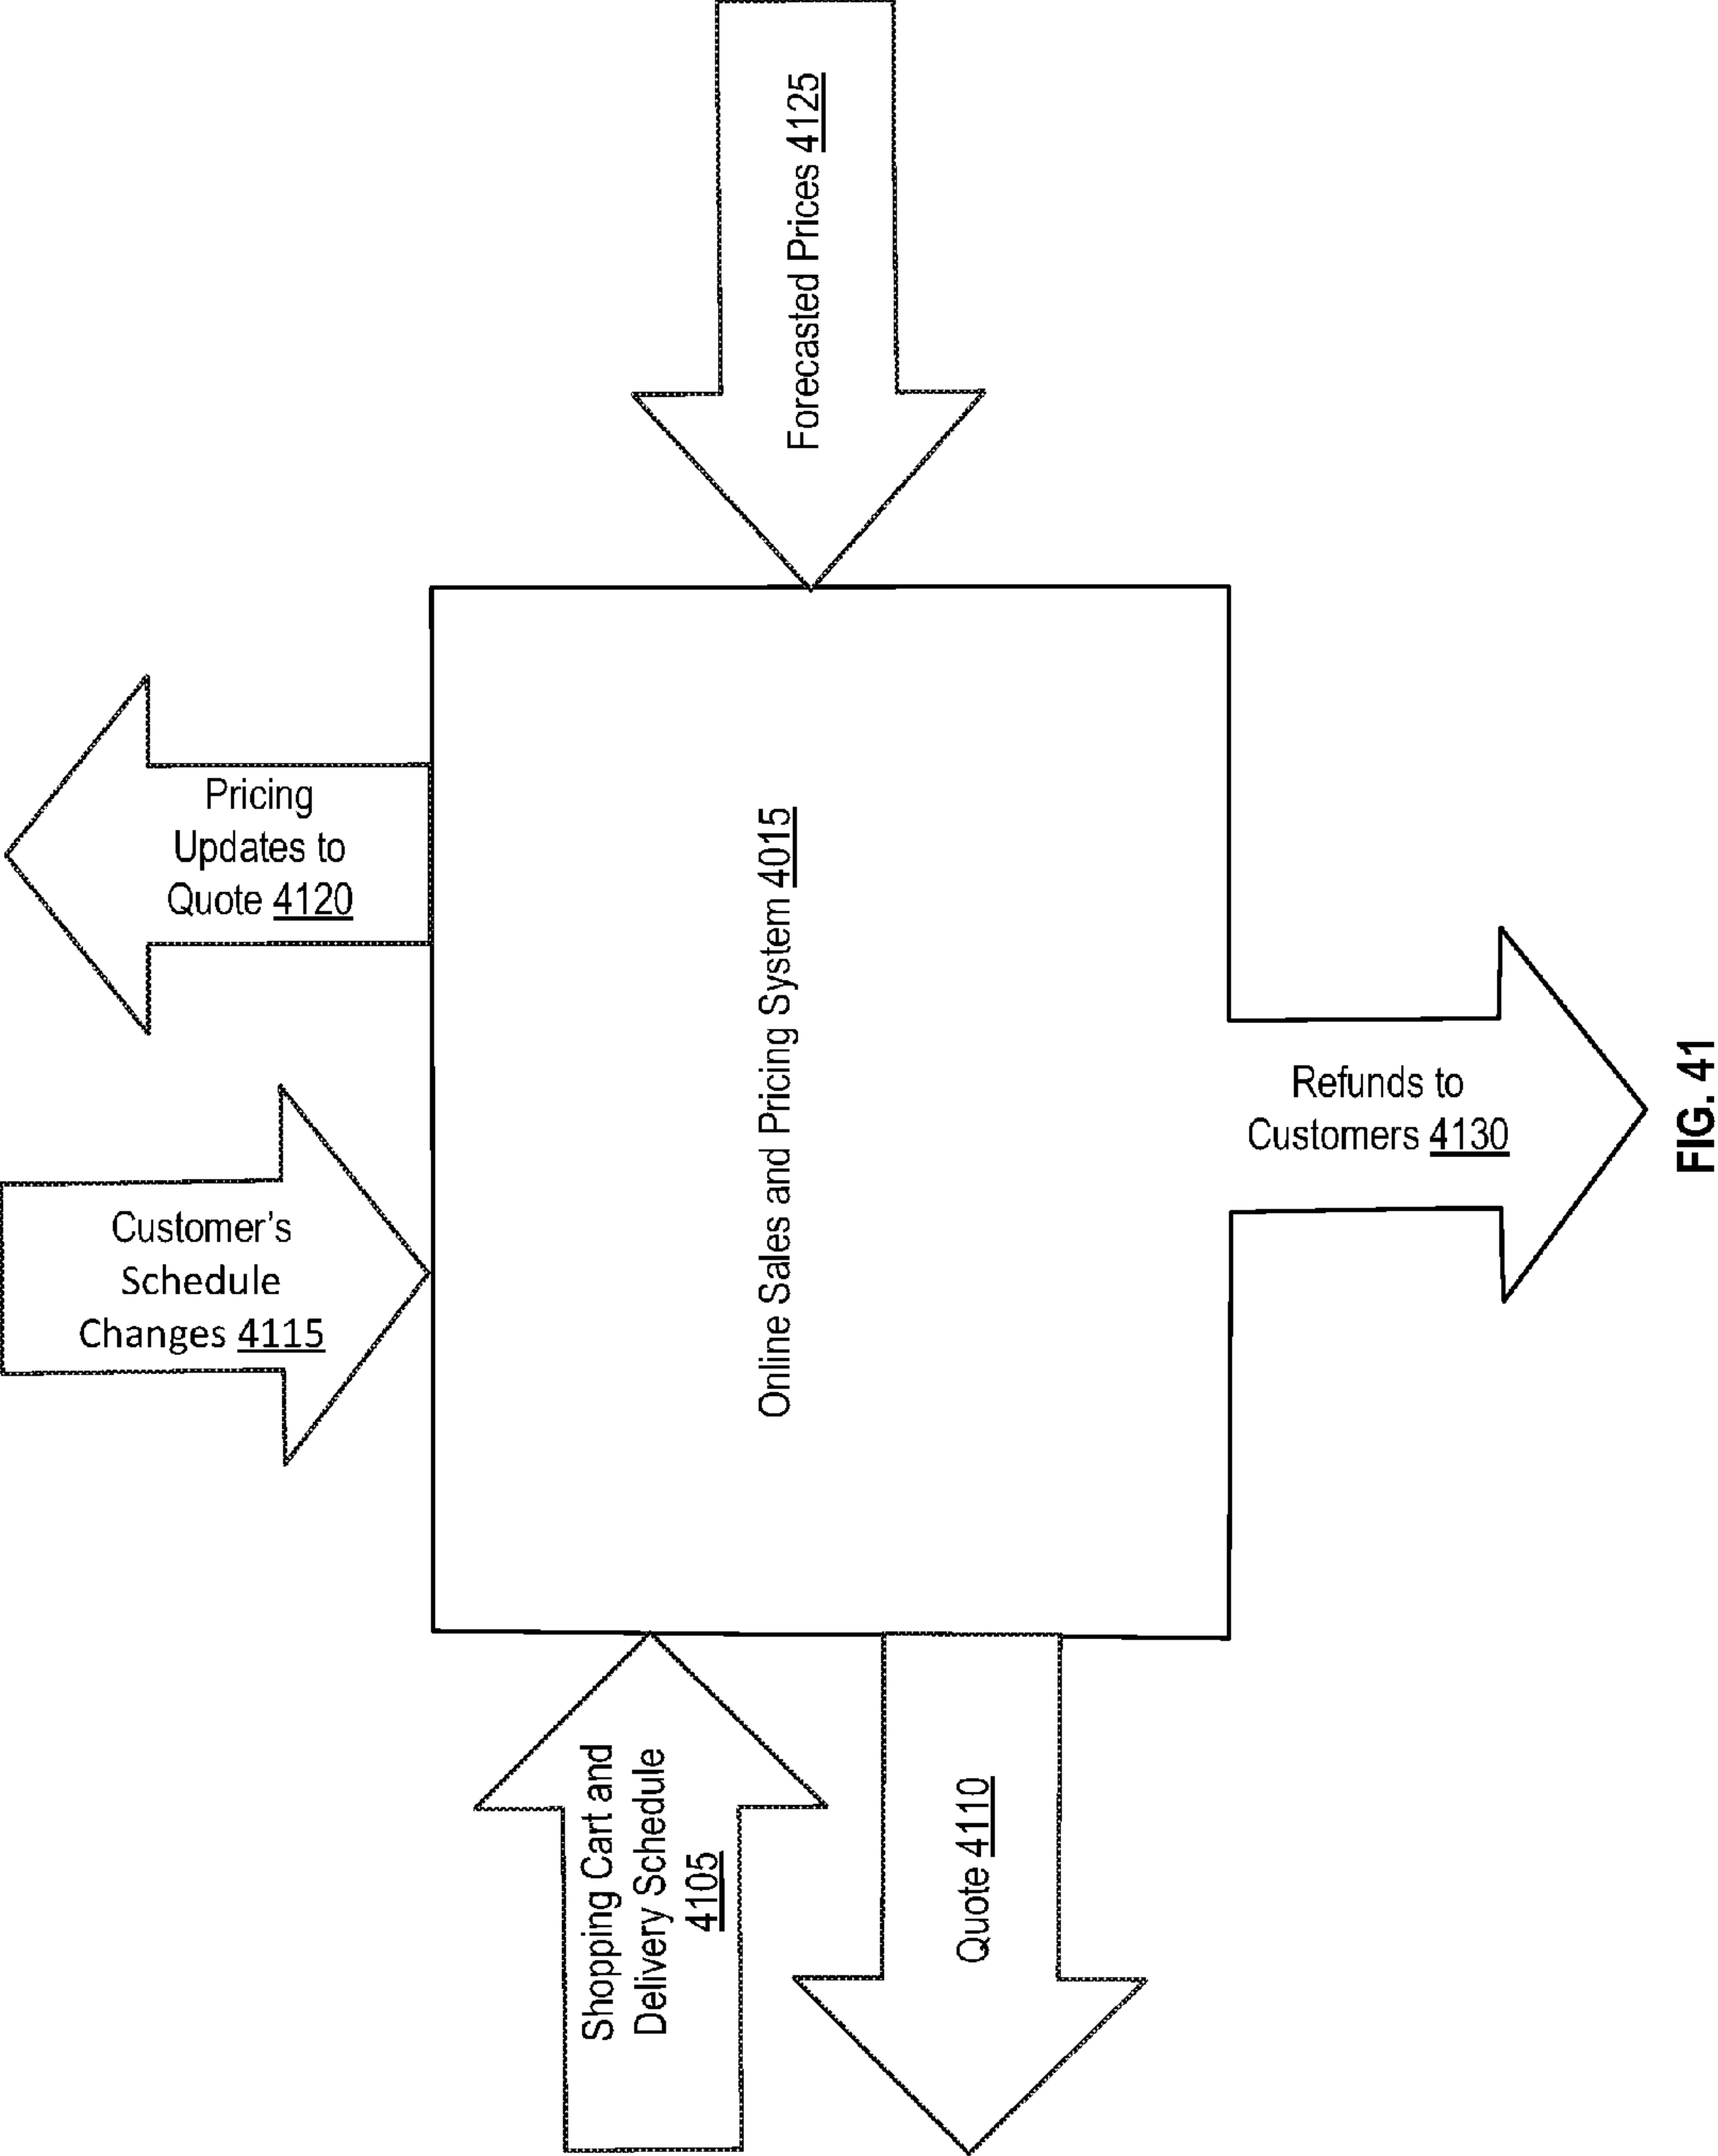 Forecasted Prices 4125
Pricing
Updates to
Quote 4120
Customer’s
Schedule
Changes 4115
Online Sales and Pricing System 4015
Refunds to
Customers 4130
Shopping Cart and
Delivery Schedule
4105
Quote 4110
FIG. 41